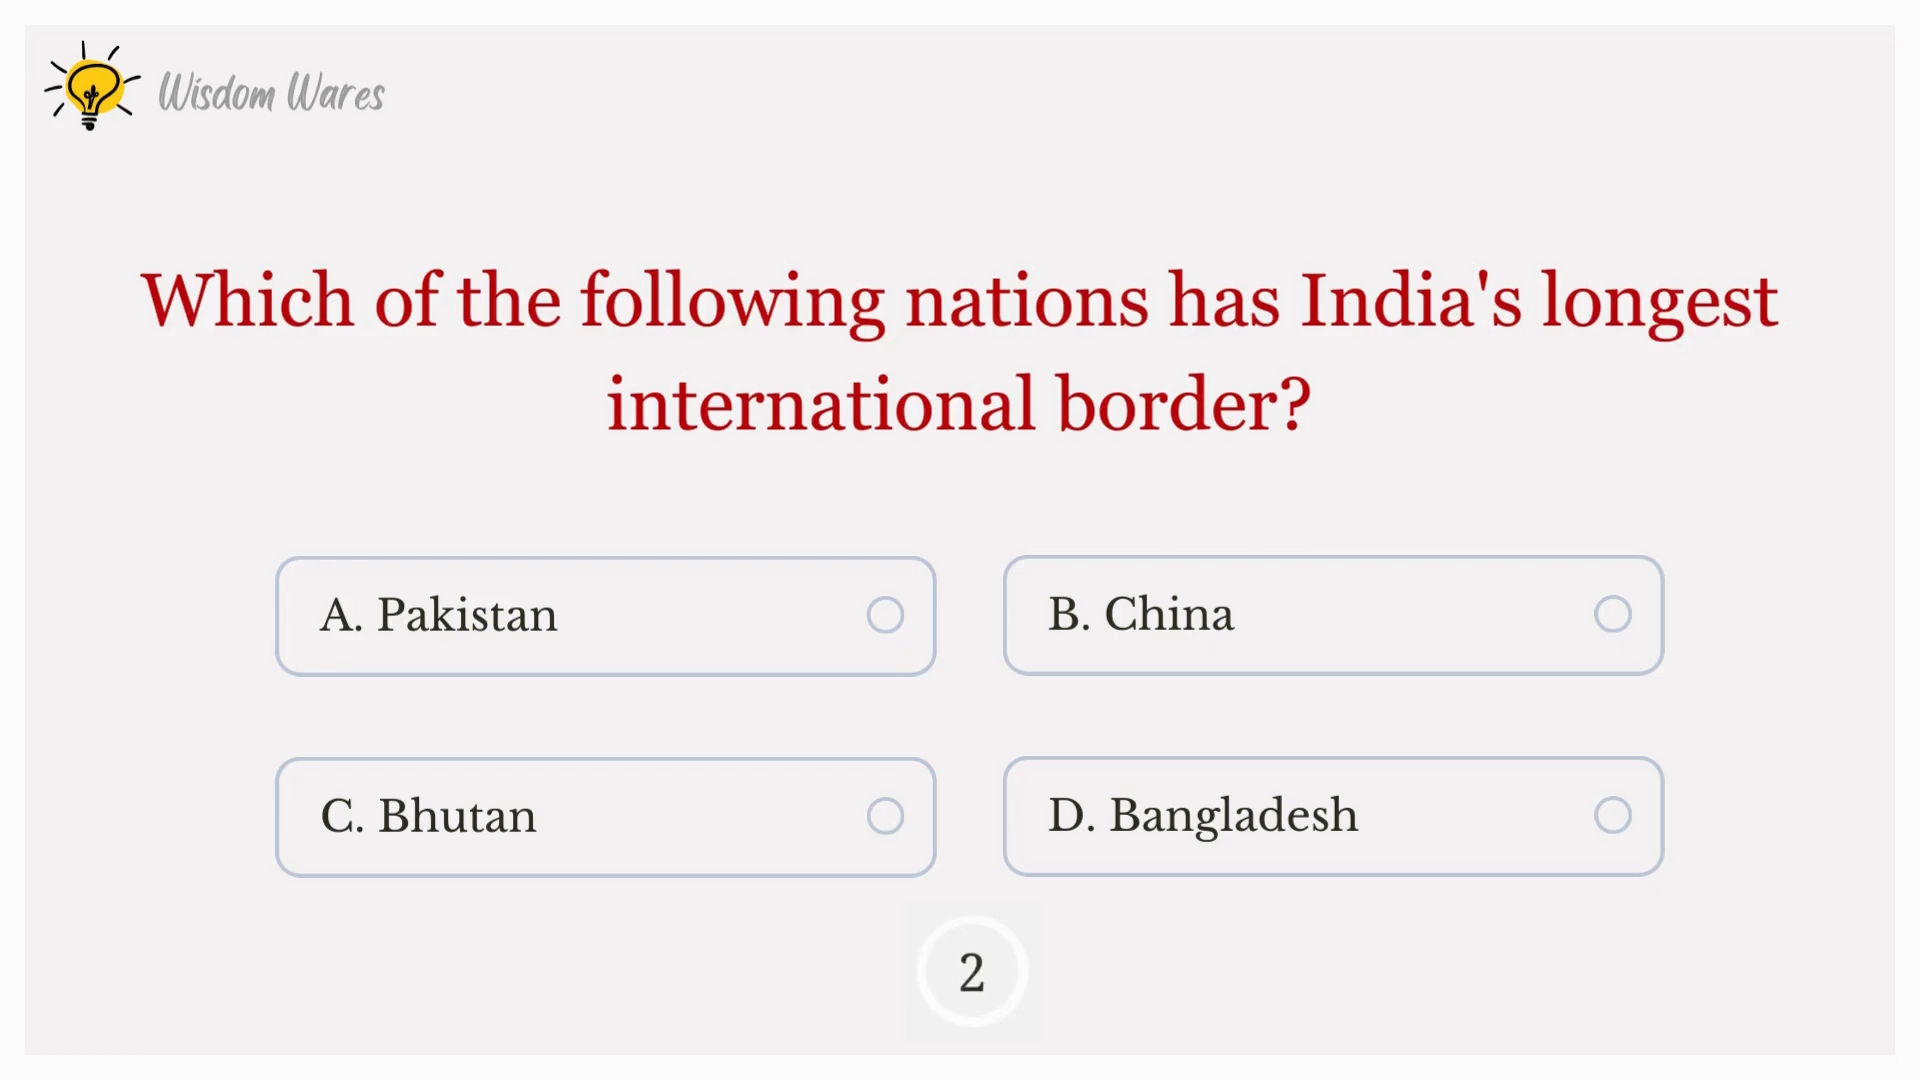 Wisdom Wares
Which of the following nations has India's longest
international border?
A. Pakistan
B. China
C. Bhutan
D. Bangladesh
2